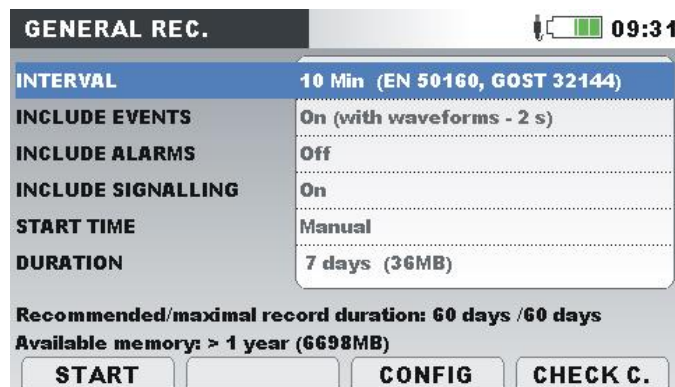 GENERAL REC. 09:31
INTERVAL 10 Min (EN 50160, GOST 32144)
INCLUDE EVENTS On (with waveforms - 2 s)
INCLUDE ALARMS Off
INCLUDE SIGNALLING On
START TIME Manual
DURATION 7 days (36MB)
Recommended/maximal record duration: 60 days /60 days
Available memory: > 1 year (6698MB)
START CONFIG CHECK C.